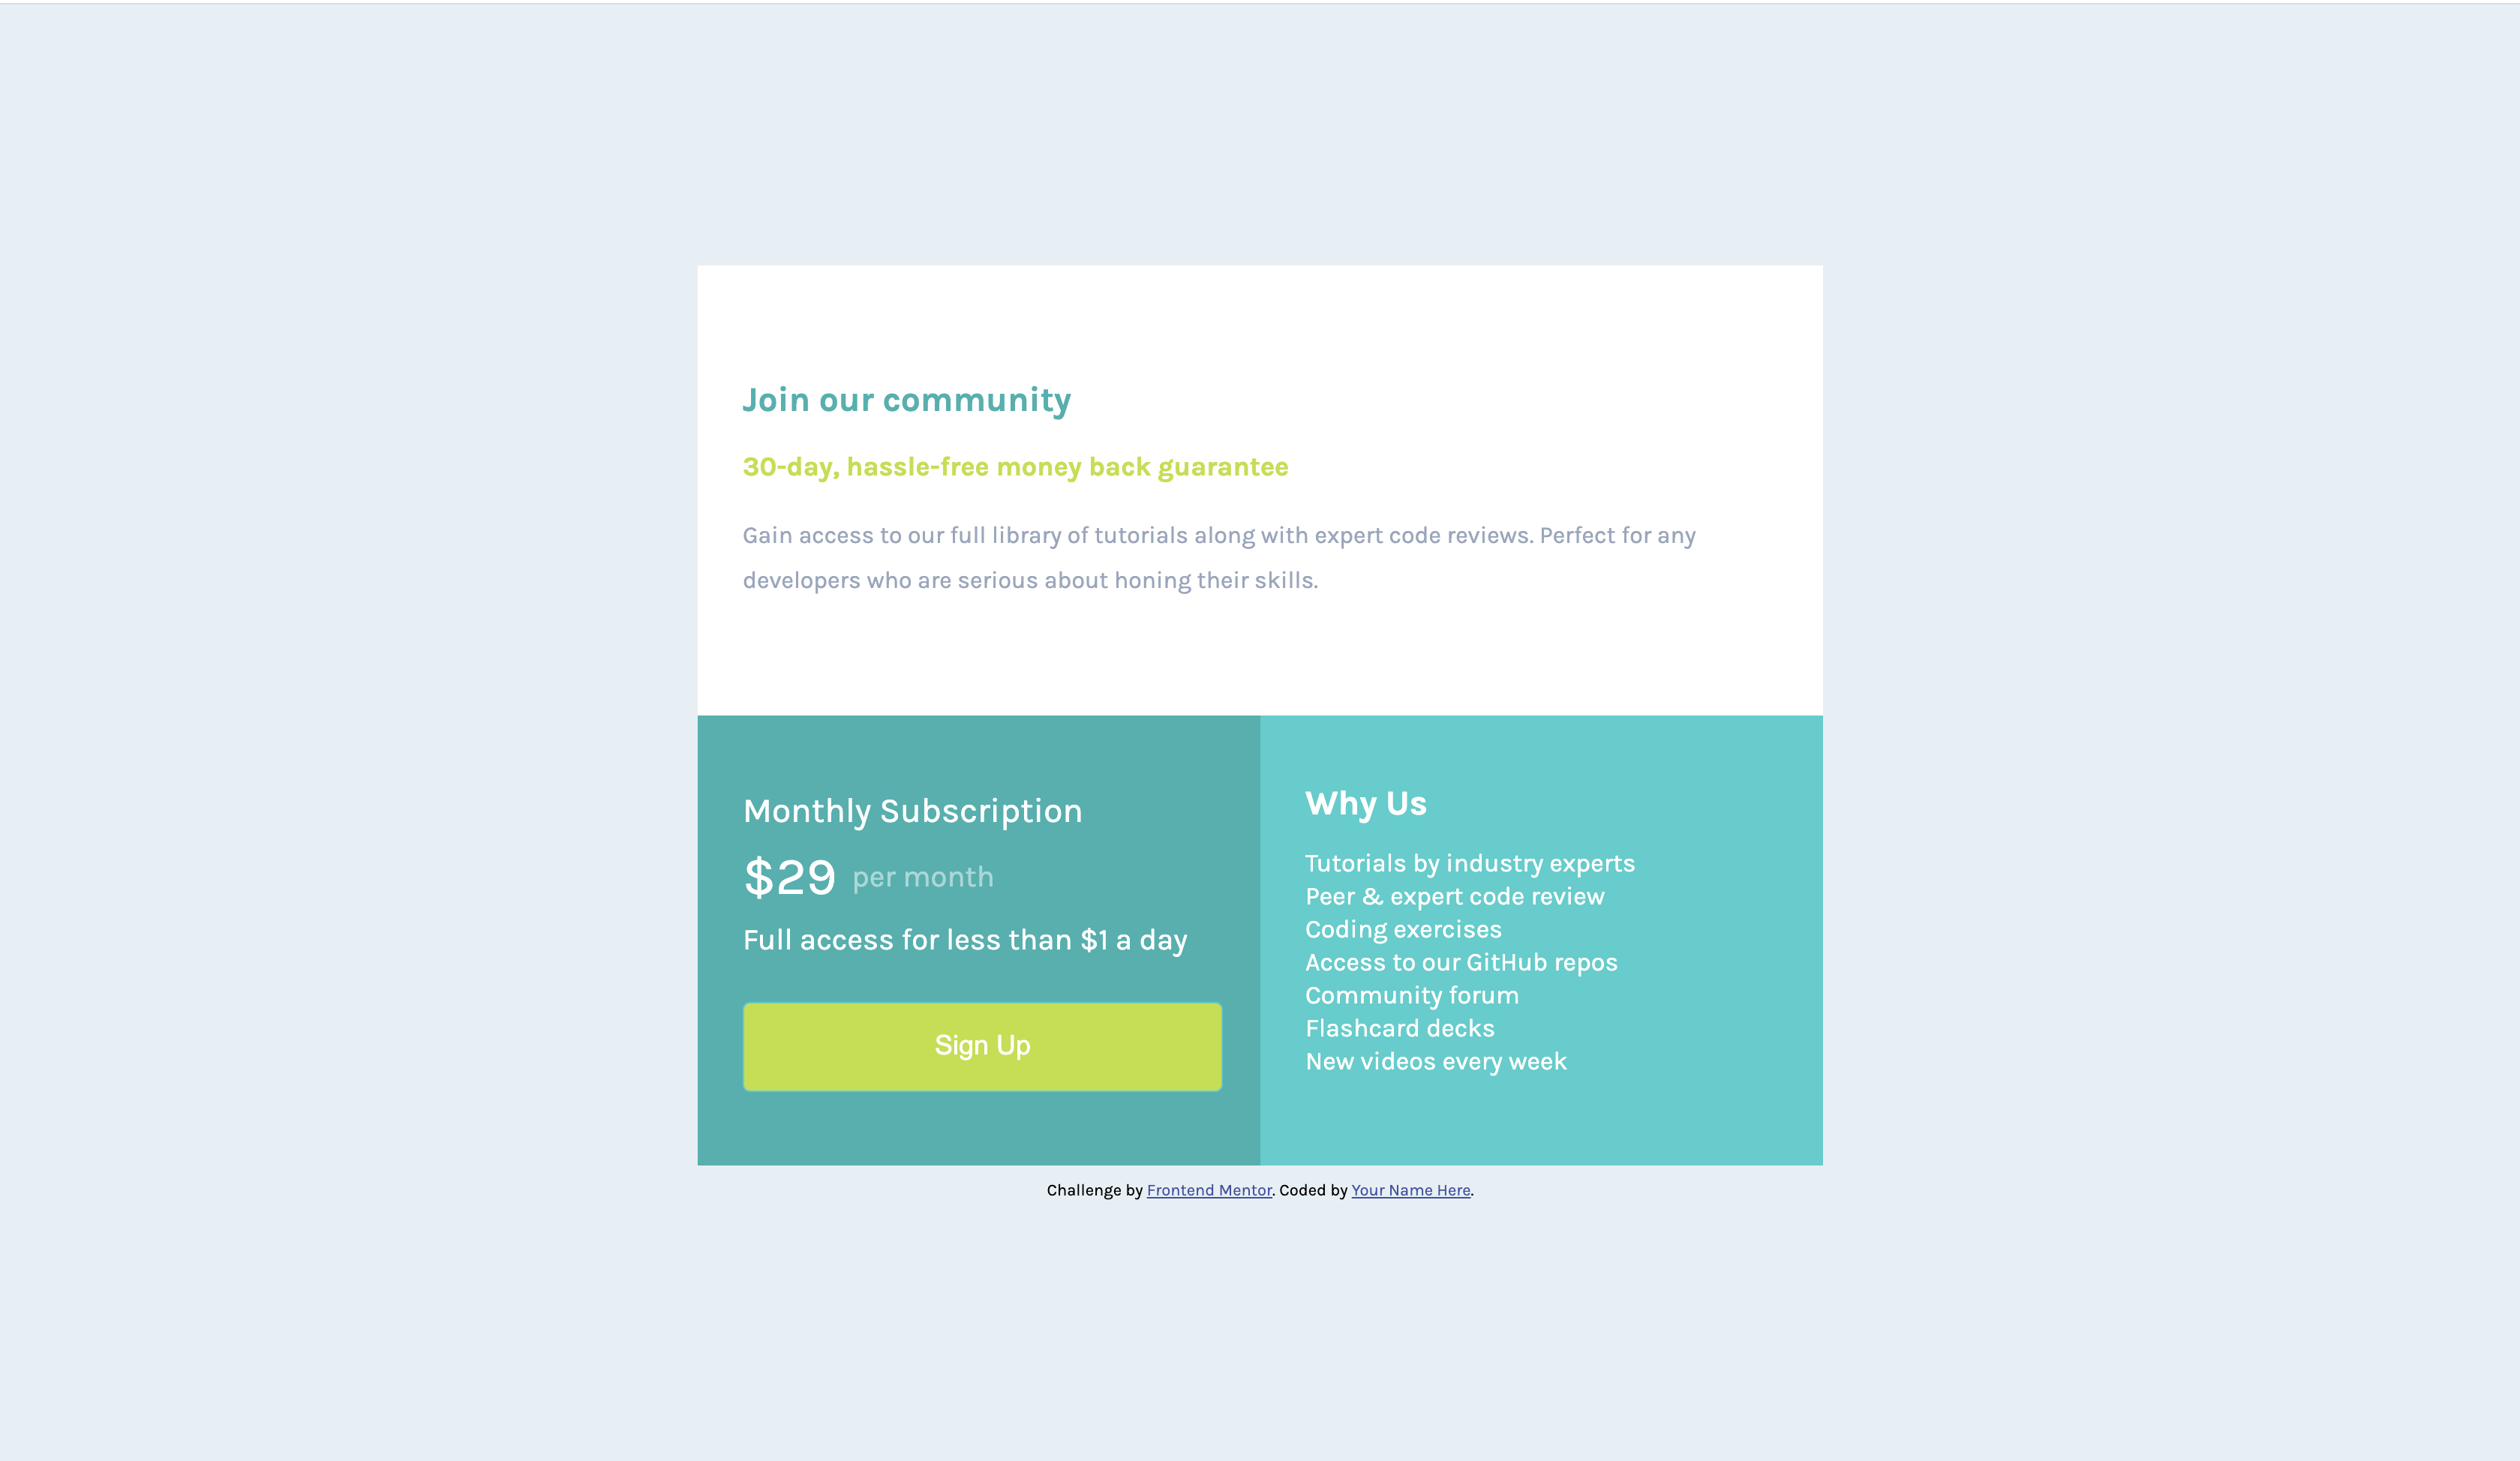 Join our community
30-day, hassle-free money back guarantee
Gain access to our full library of tutorials along with expert code reviews. Perfect for any
developers who are serious about honing their skills.
Monthly Subscription
$29 per month
Full access for less than $1 a day
Sign Up
Why Us
Tutorials by industry experts
Peer & expert code review
Coding exercises
Access to our GitHub repos
Community forum
Flashcard decks
New videos every week
Challenge by Frontend Mentor. Coded by Your Name Here.